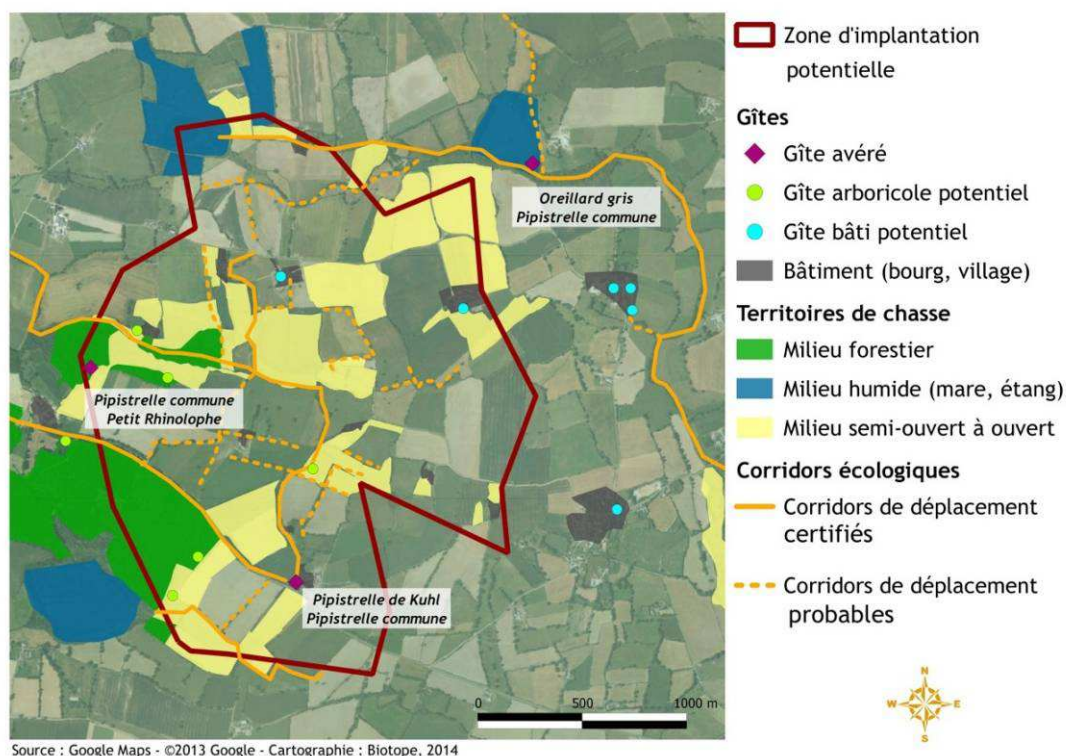 Zone d'implantation
potentielle
Gîtes
Gîte avéré
Gîte arboricole potentiel
Gîte bâti potentiel
Bâtiment (bourg, village)
Territoires de chasse
Milieu forestier
Milieu humide (mare, étang)
Milieu semi-ouvert à ouvert
Corridors écologiques
Corridors de déplacement
certifiés
Corridors de déplacement
probables
N
W E
S
Oreillard gris
Pipistrelle commune
Pipistrelle commune
Petit Rhinolophe
Pipistrelle de Kuhl
Pipistrelle commune
0 500 1000 m
Source : Google Maps - ©2013 Google - Cartographie : Biotope, 2014